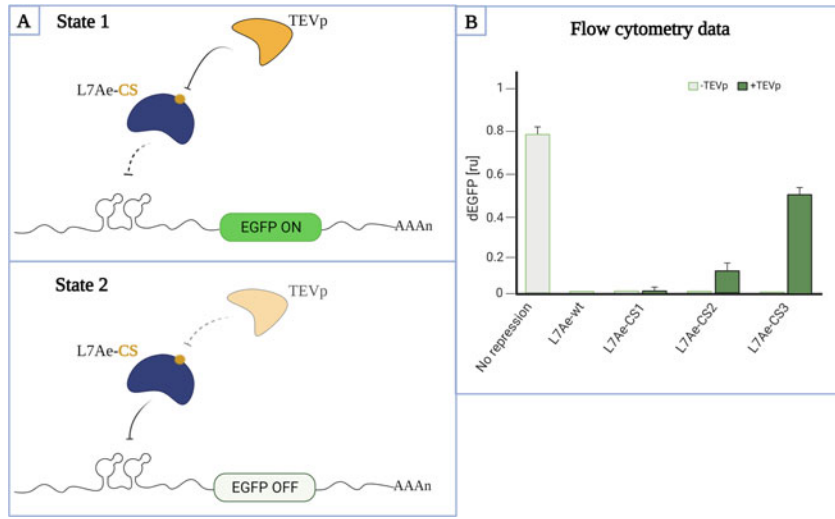 A
State 1
TEVp
L7Ae-CS
EGFP ON
AAAn
State 2
TEVp
L7Ae-CS
EGFP OFF
AAAn
B
Flow cytometry data
-TEVp +TEVp
dEGFP [ru]
1
0.8
0.6
0.4
0.2
0
No repression
L7Ae-wt
L7Ae-CS1
L7Ae-CS2
L7Ae-CS3